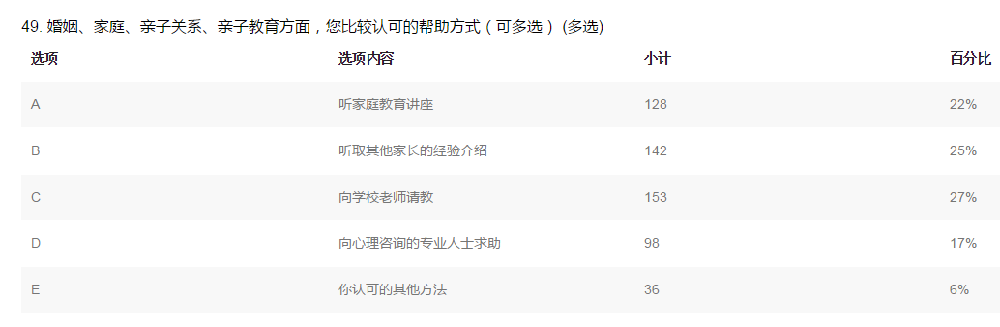 49. 婚姻、家庭、亲子关系、亲子教育方面，您比较认可的帮助方式（可多选） (多选)
选项 选项内容 小计 百分比
A 听家庭教育讲座 128 22%
B 听取其他家长的经验介绍 142 25%
C 向学校老师请教 153 27%
D 向心理咨询的专业人士求助 98 17%
E 你认可的其他方法 36 6%